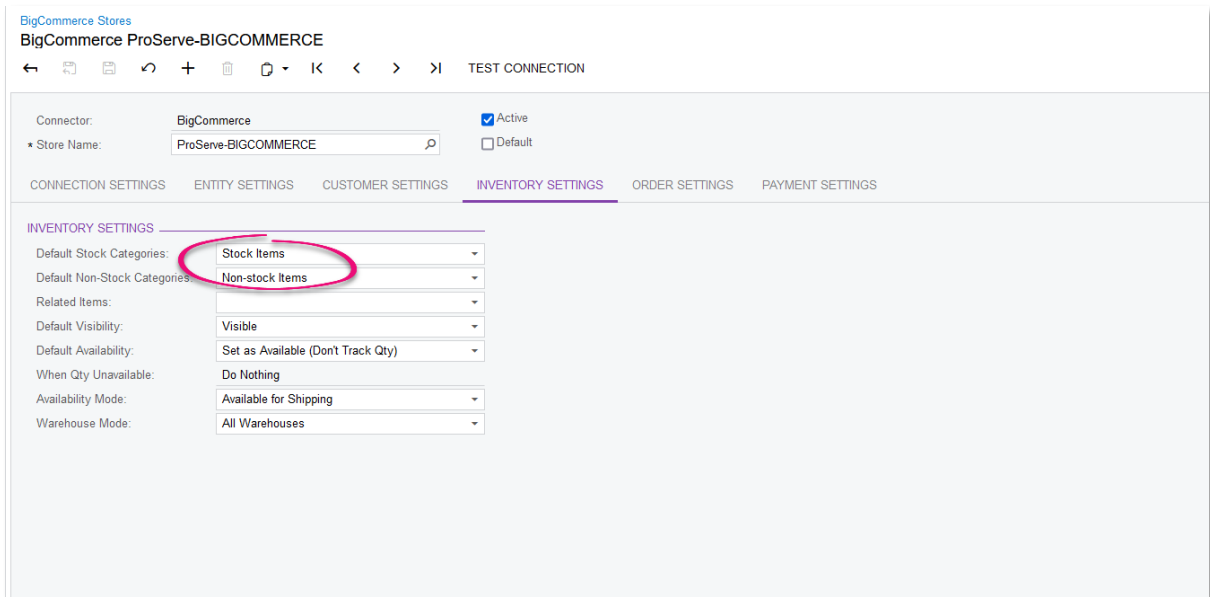 BigCommerce Stores
BigCommerce ProServe-BIGCOMMERCE
TEST CONNECTION
Connector: BigCommerce Active
* Store Name: ProServe-BIGCOMMERCE Default
CONNECTION SETTINGS ENTITY SETTINGS CUSTOMER SETTINGS INVENTORY SETTINGS ORDER SETTINGS PAYMENT SETTINGS
INVENTORY SETTINGS
Default Stock Categories: Stock Items
Default Non-Stock Categories: Non-stock Items
Related Items:
Default Visibility: Visible
Default Availability: Set as Available (Don't Track Qty)
When Qty Unavailable: Do Nothing
Availability Mode: Available for Shipping
Warehouse Mode: All Warehouses